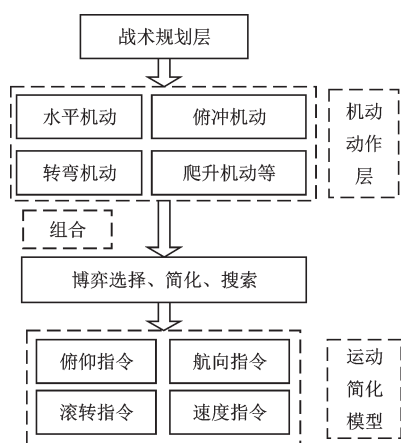 战术规划层
水平机动
俯冲机动
机动
动作
层
转弯机动
爬升机动等
组合
博弈选择、简化、搜索
俯仰指令
航向指令
运动
简化
模型
滚转指令
速度指令